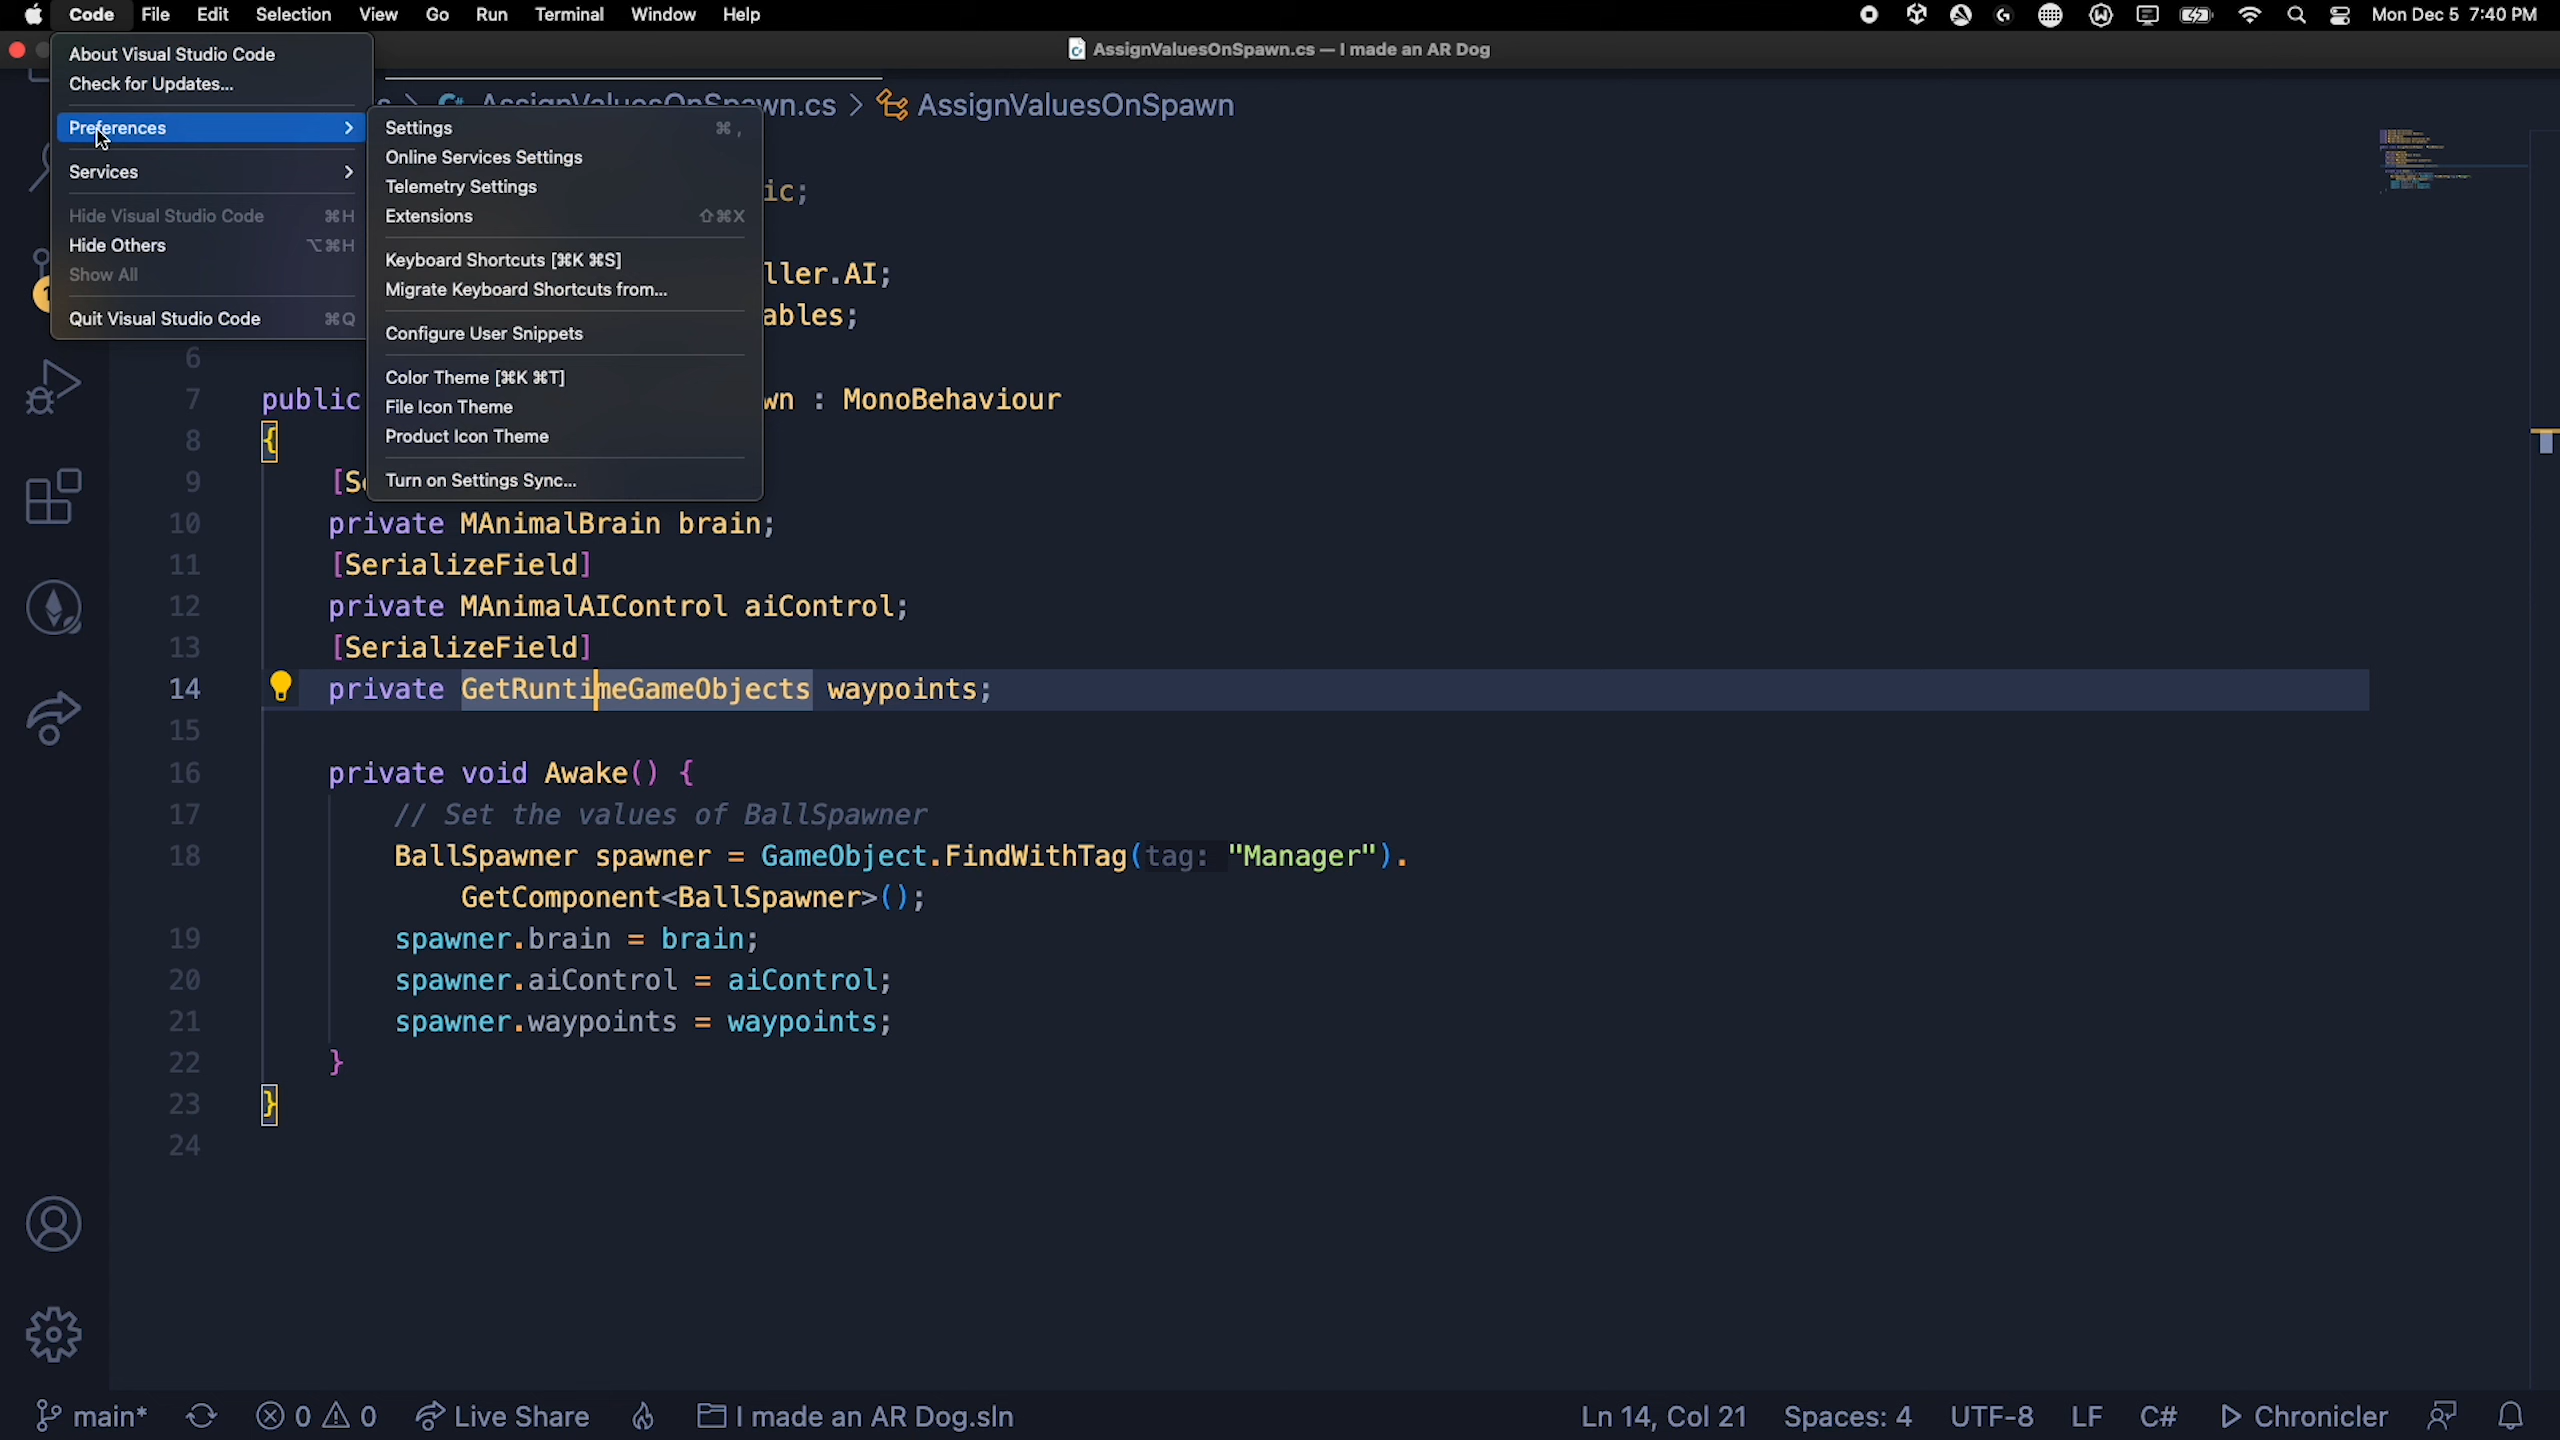 Code File Edit Selection View Go Run Terminal Window Help Mon Dec 5 7:40 PM
AssignValuesOnSpawn.cs — I made an AR Dog
About Visual Studio Code
Check for Updates...
Preferences
Services
Hide Visual Studio Code ⌘H
Hide Others ⌥⌘H
Show All
Quit Visual Studio Code ⌘Q
Settings ⌘ ,
Online Services Settings
Telemetry Settings
Extensions ⇧⌘X
Keyboard Shortcuts [⌘K ⌘S]
Migrate Keyboard Shortcuts from...
Configure User Snippets
Color Theme [⌘K ⌘T]
File Icon Theme
Product Icon Theme
Turn on Settings Sync...
AssignValuesOnSpawn.cs > AssignValuesOnSpawn
ic;
ller.AI;
ables;
6
7 public wn : MonoBehaviour
8 {
9 [S
10 private MAnimalBrain brain;
11 [SerializeField]
12 private MAnimalAIControl aiControl;
13 [SerializeField]
14 private GetRuntimeGameObjects waypoints;
15
16 private void Awake() {
17 // Set the values of BallSpawner
18 BallSpawner spawner = GameObject.FindWithTag(tag: "Manager").
GetComponent<BallSpawner>();
19 spawner.brain = brain;
20 spawner.aiControl = aiControl;
21 spawner.waypoints = waypoints;
22 }
23 }
24
main* 0 0 Live Share I made an AR Dog.sln Ln 14, Col 21 Spaces: 4 UTF-8 LF C# Chronicler